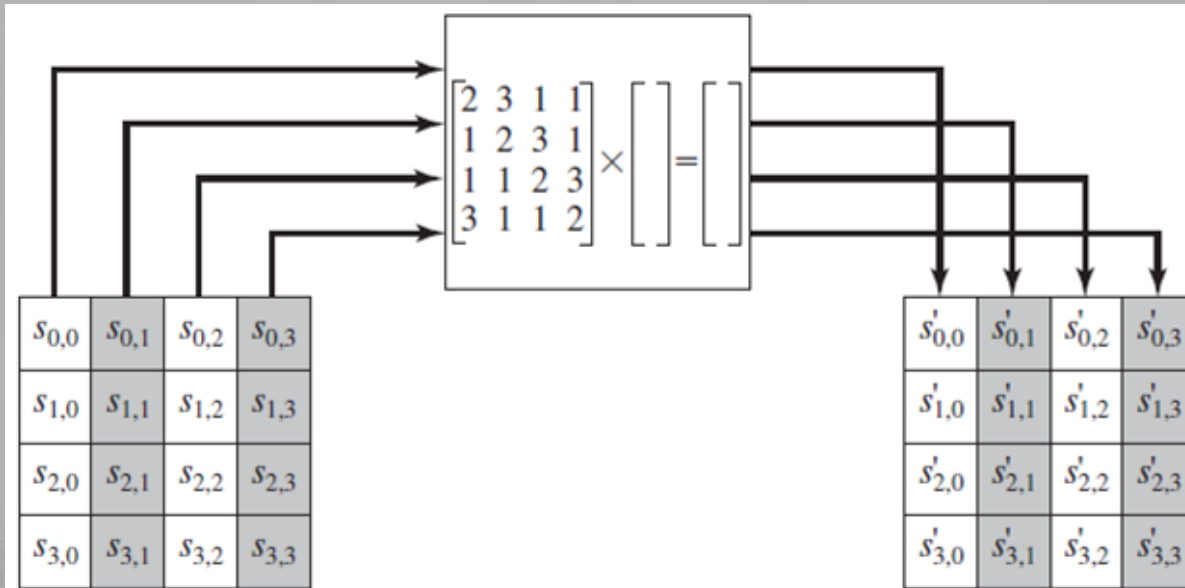 2 3 1 1
1 2 3 1
1 1 2 3
3 1 1 2
× =
s0,0 s0,1 s0,2 s0,3
s1,0 s1,1 s1,2 s1,3
s2,0 s2,1 s2,2 s2,3
s3,0 s3,1 s3,2 s3,3
s'0,0 s'0,1 s'0,2 s'0,3
s'1,0 s'1,1 s'1,2 s'1,3
s'2,0 s'2,1 s'2,2 s'2,3
s'3,0 s'3,1 s'3,2 s'3,3